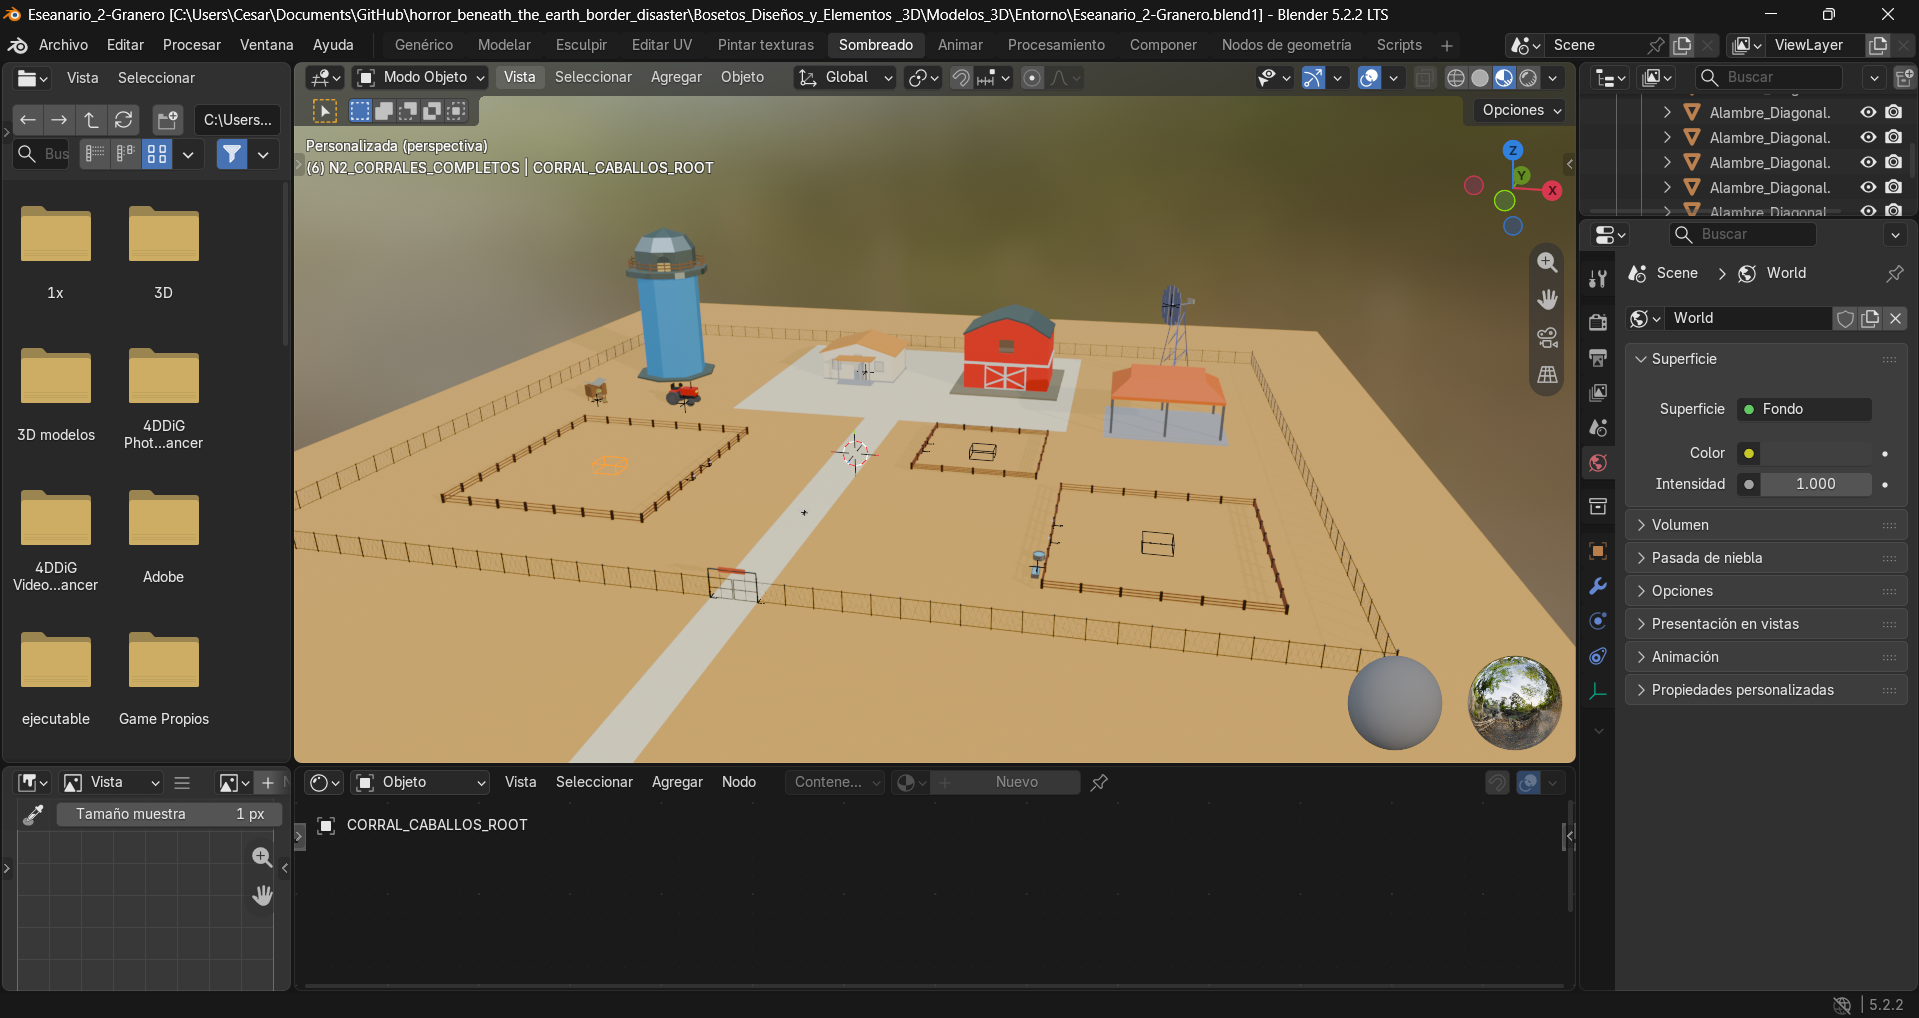 Eseanario_2-Granero [C:\Users\Cesar\Documents\GitHub\horror_beneath_the_earth_border_disaster\Bosetos_Diseños_y_Elementos _3D\Modelos_3D\Entorno\Eseanario_2-Granero.blend1] - Blender 5.2.2 LTS
Archivo Editar Procesar Ventana Ayuda Genérico Modelar Esculpir Editar UV Pintar texturas Sombreado Animar Procesamiento Componer Nodos de geometría Scripts Scene ViewLayer
Vista Seleccionar
Modo Objeto Vista Seleccionar Agregar Objeto Global
Buscar
C:\Users...
Opciones
Bus
Personalizada (perspectiva)
(6) N2_CORRALES_COMPLETOS | CORRAL_CABALLOS_ROOT
Z
Y
X
Alambre_Diagonal.
Alambre_Diagonal.
Alambre_Diagonal.
Alambre_Diagonal.
Alambre_Diagonal
Buscar
Scene World
World
Superficie
Superficie Fondo
Color
Intensidad 1.000
Volumen
Pasada de niebla
Opciones
Presentación en vistas
Animación
Propiedades personalizadas
1x 3D
3D modelos 4DDiG
Phot...ancer
4DDiG
Video...ancer Adobe
ejecutable Game Propios
Vista
Tamaño muestra 1 px
Objeto Vista Seleccionar Agregar Nodo Contene... Nuevo
CORRAL_CABALLOS_ROOT
5.2.2